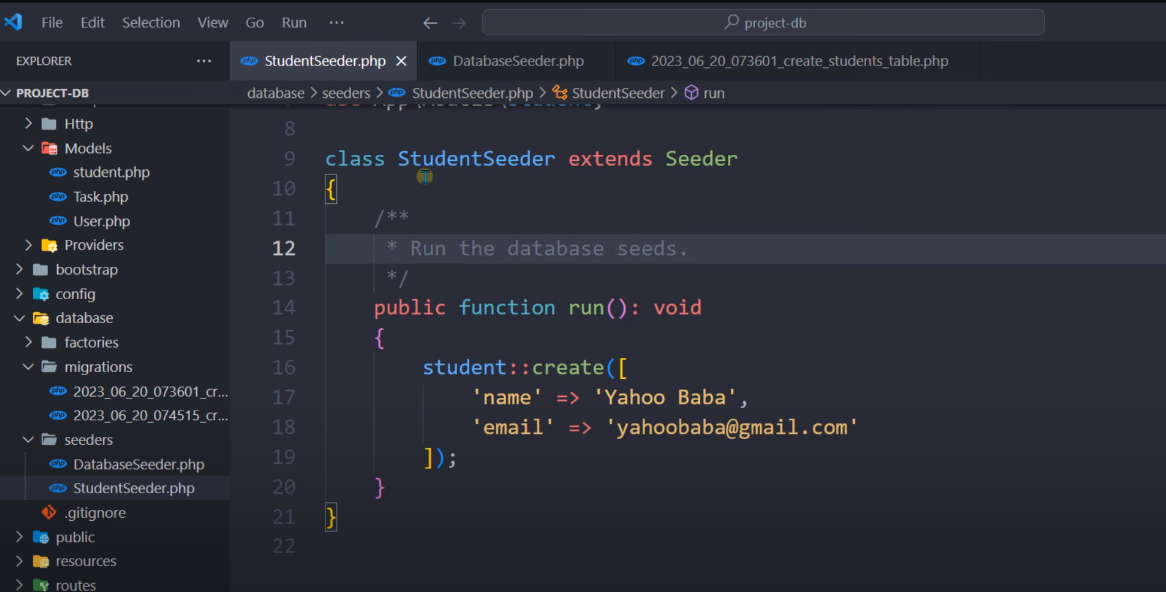 File Edit Selection View Go Run ...
project-db
EXPLORER ...
StudentSeeder.php
DatabaseSeeder.php
2023_06_20_073601_create_students_table.php
PROJECT-DB
database > seeders > StudentSeeder.php > StudentSeeder > run
Http
Models
student.php
Task.php
User.php
Providers
bootstrap
config
database
factories
migrations
2023_06_20_073601_cr...
2023_06_20_074515_cr...
seeders
DatabaseSeeder.php
StudentSeeder.php
.gitignore
public
resources
routes
8
9 class StudentSeeder extends Seeder
10 {
11 /**
12 * Run the database seeds.
13 */
14 public function run(): void
15 {
16 student::create([
17 'name' => 'Yahoo Baba',
18 'email' => 'yahoobaba@gmail.com'
19 ]);
20 }
21 }
22